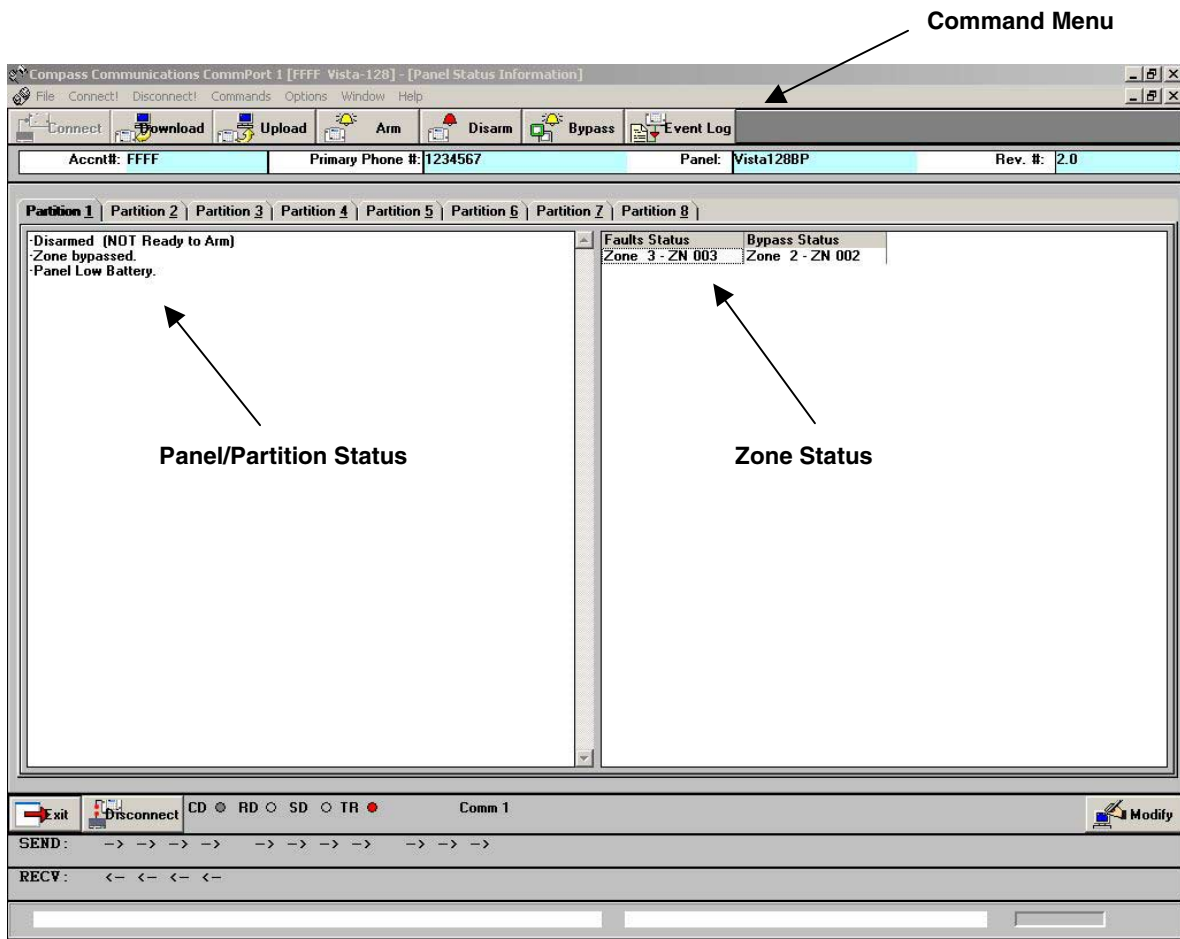 Command Menu
Compass Communications CommPort 1 [FFFF Vista-128] - [Panel Status Information]
File Connect! Disconnect! Commands Options Window Help
Connect Download Upload Arm Disarm Bypass Event Log
Accnt#: FFFF Primary Phone #: 1234567 Panel: Vista128BP Rev. #: 2.0
Partition 1 Partition 2 Partition 3 Partition 4 Partition 5 Partition 6 Partition 7 Partition 8
-Disarmed (NOT Ready to Arm)
-Zone bypassed.
-Panel Low Battery.
Faults Status Bypass Status
Zone 3 - ZN 003 Zone 2 - ZN 002
Panel/Partition Status
Zone Status
Exit Disconnect CD RD SD TR Comm 1 Modify
SEND: -> -> -> -> -> -> -> -> -> -> ->
RECV: <- <- <- <-